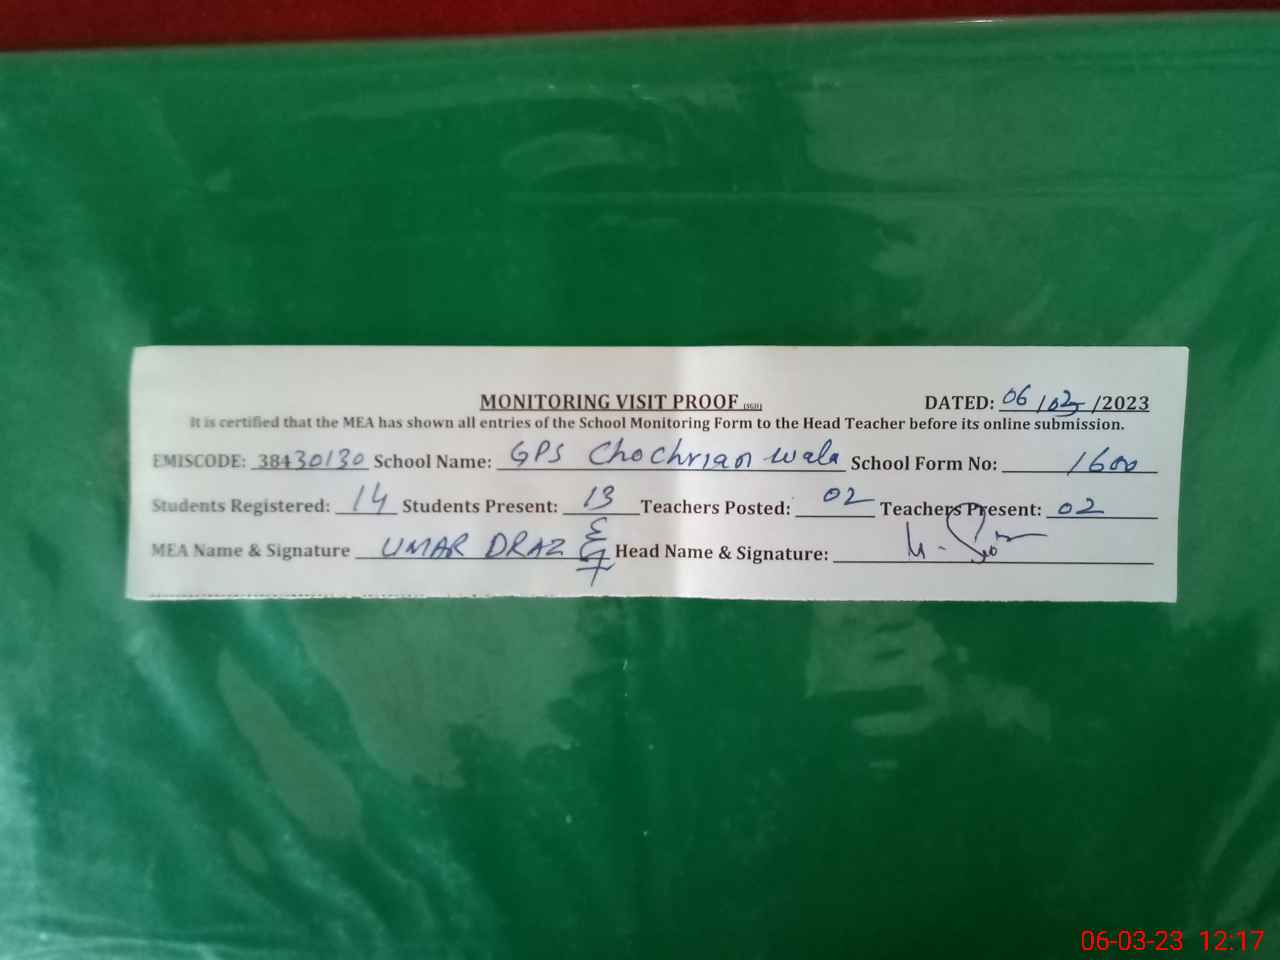 MONITORING VISIT PROOF (SGD) DATED: 06/03/2023
It is certified that the MEA has shown all entries of the School Monitoring Form to the Head Teacher before its online submission.
EMISCODE: 38430130 School Name: GPS Chochrian wala School Form No: 1600
Students Registered: 14 Students Present: 13 Teachers Posted: 02 Teachers Present: 02
MEA Name & Signature UMAR DRAZ Head Name & Signature:
06-03-23 12:17